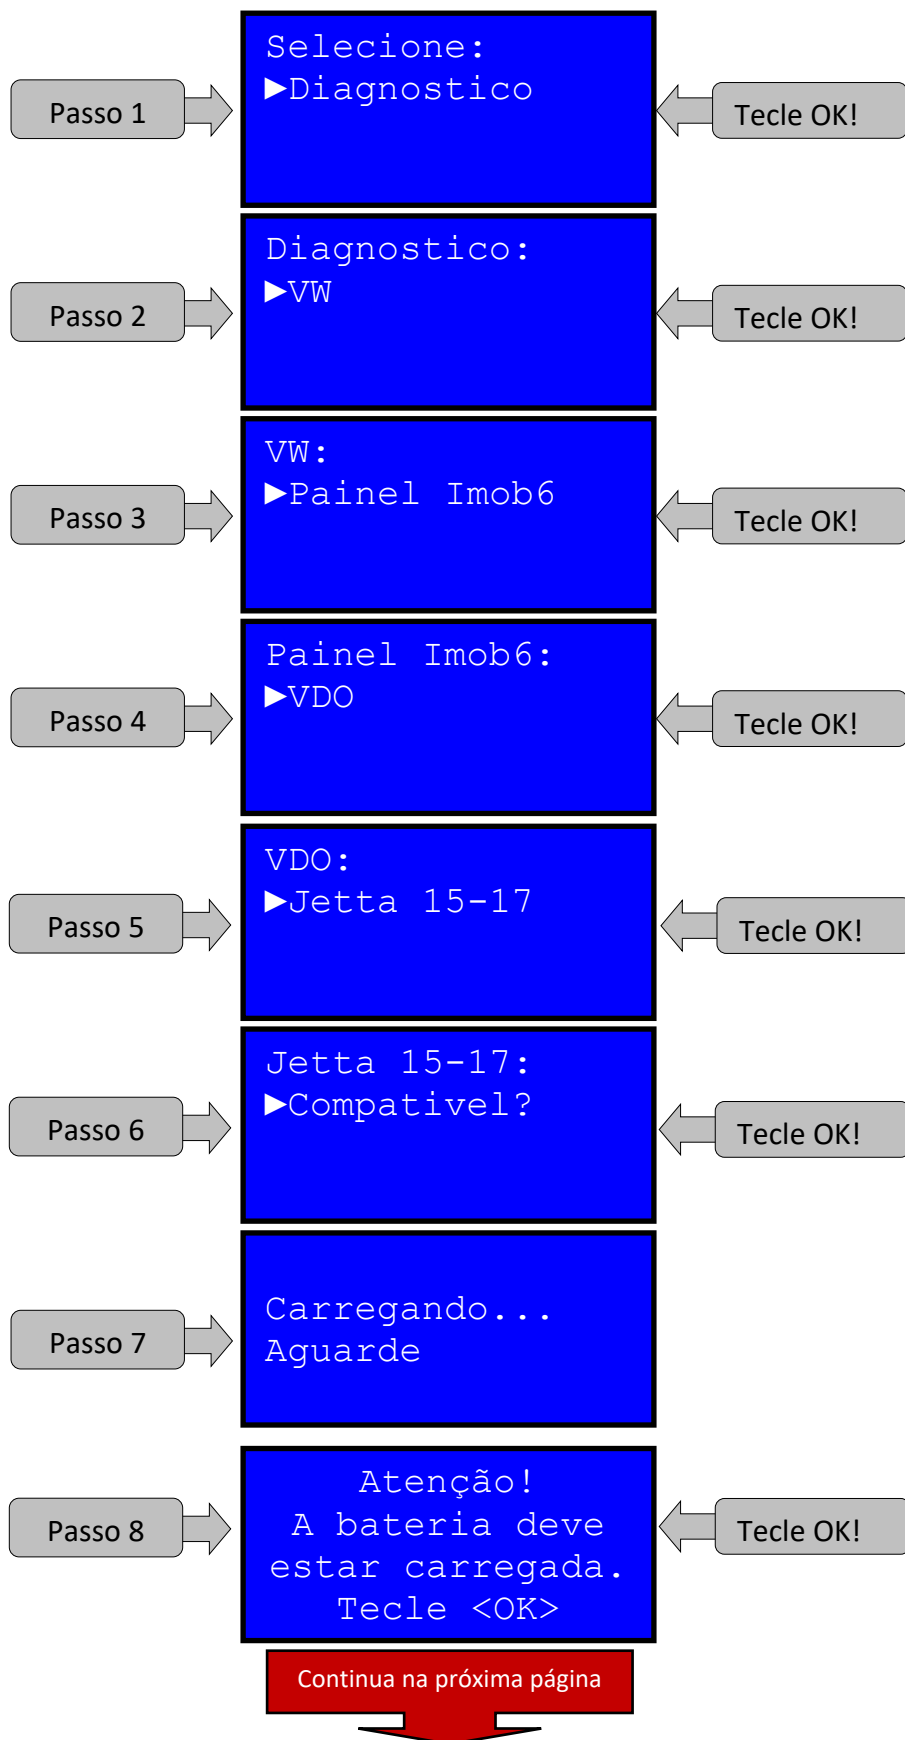 Passo 1
Selecione:
►Diagnostico
Tecle OK!
Passo 2
Diagnostico:
►VW
Tecle OK!
Passo 3
VW:
►Painel Imob6
Tecle OK!
Passo 4
Painel Imob6:
►VDO
Tecle OK!
Passo 5
VDO:
►Jetta 15-17
Tecle OK!
Passo 6
Jetta 15-17:
►Compativel?
Tecle OK!
Passo 7
Carregando...
Aguarde
Passo 8
Atenção!
A bateria deve
estar carregada.
Tecle <OK>
Tecle OK!
Continua na próxima página